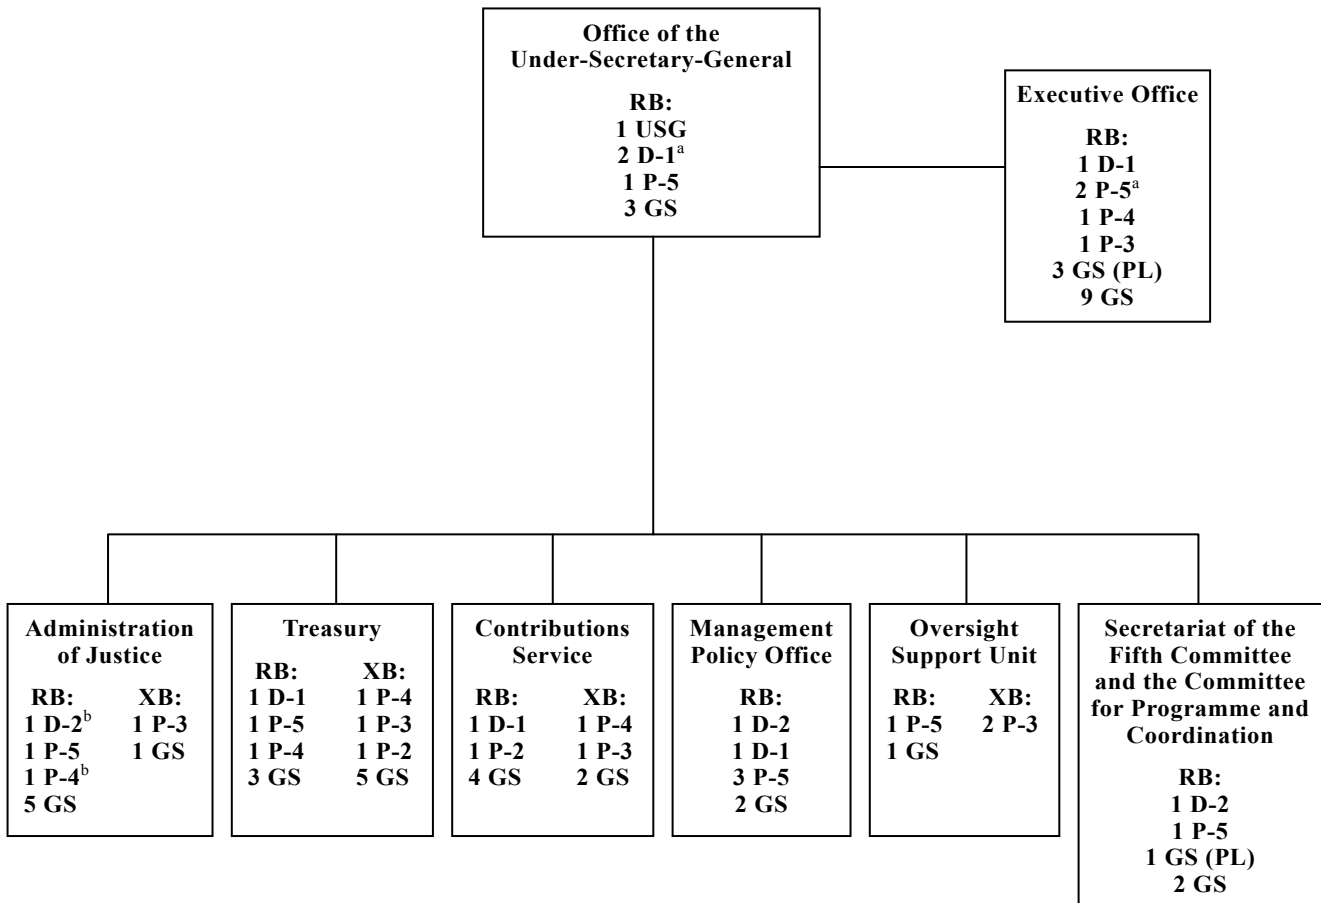 Office of the
Under-Secretary-General
RB:
1 USG
2 D-1ᵃ
1 P-5
3 GS
Executive Office
RB:
1 D-1
2 P-5ᵃ
1 P-4
1 P-3
3 GS (PL)
9 GS
Administration
of Justice
RB:
1 D-2ᵇ
1 P-5
1 P-4ᵇ
5 GS
XB:
1 P-3
1 GS
Treasury
RB:
1 D-1
1 P-5
1 P-4
3 GS
XB:
1 P-4
1 P-3
1 P-2
5 GS
Contributions
Service
RB:
1 D-1
1 P-2
4 GS
XB:
1 P-4
1 P-3
2 GS
Management
Policy Office
RB:
1 D-2
1 D-1
3 P-5
2 GS
Oversight
Support Unit
RB:
1 P-5
1 GS
XB:
2 P-3
Secretariat of the
Fifth Committee
and the Committee
for Programme and
Coordination
RB:
1 D-2
1 P-5
1 GS (PL)
2 GS